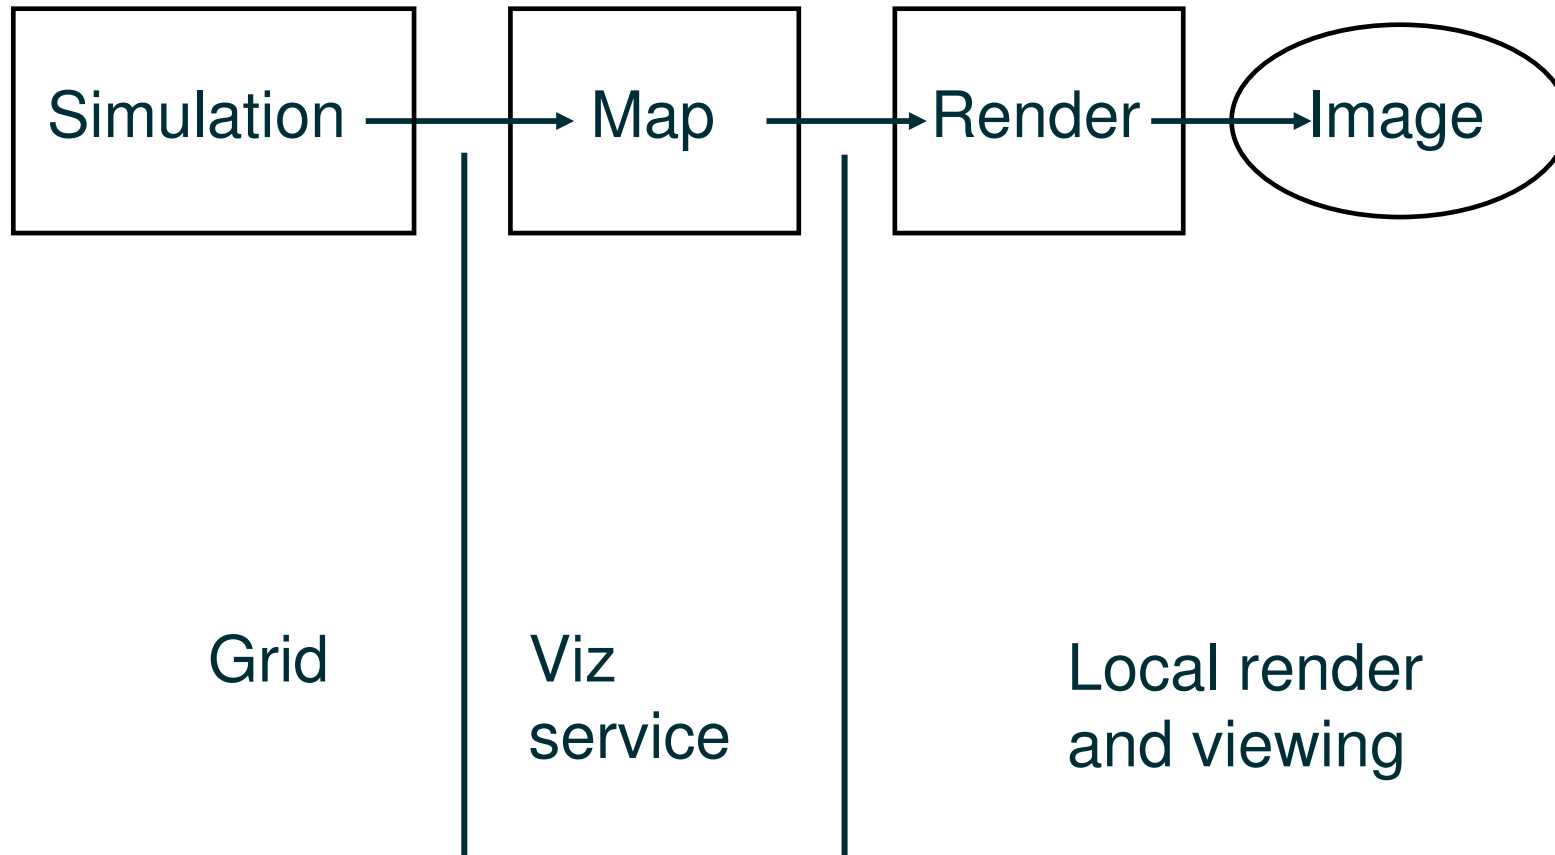 Simulation
Map
Render
Image
Grid
Viz
service
Local render
and viewing